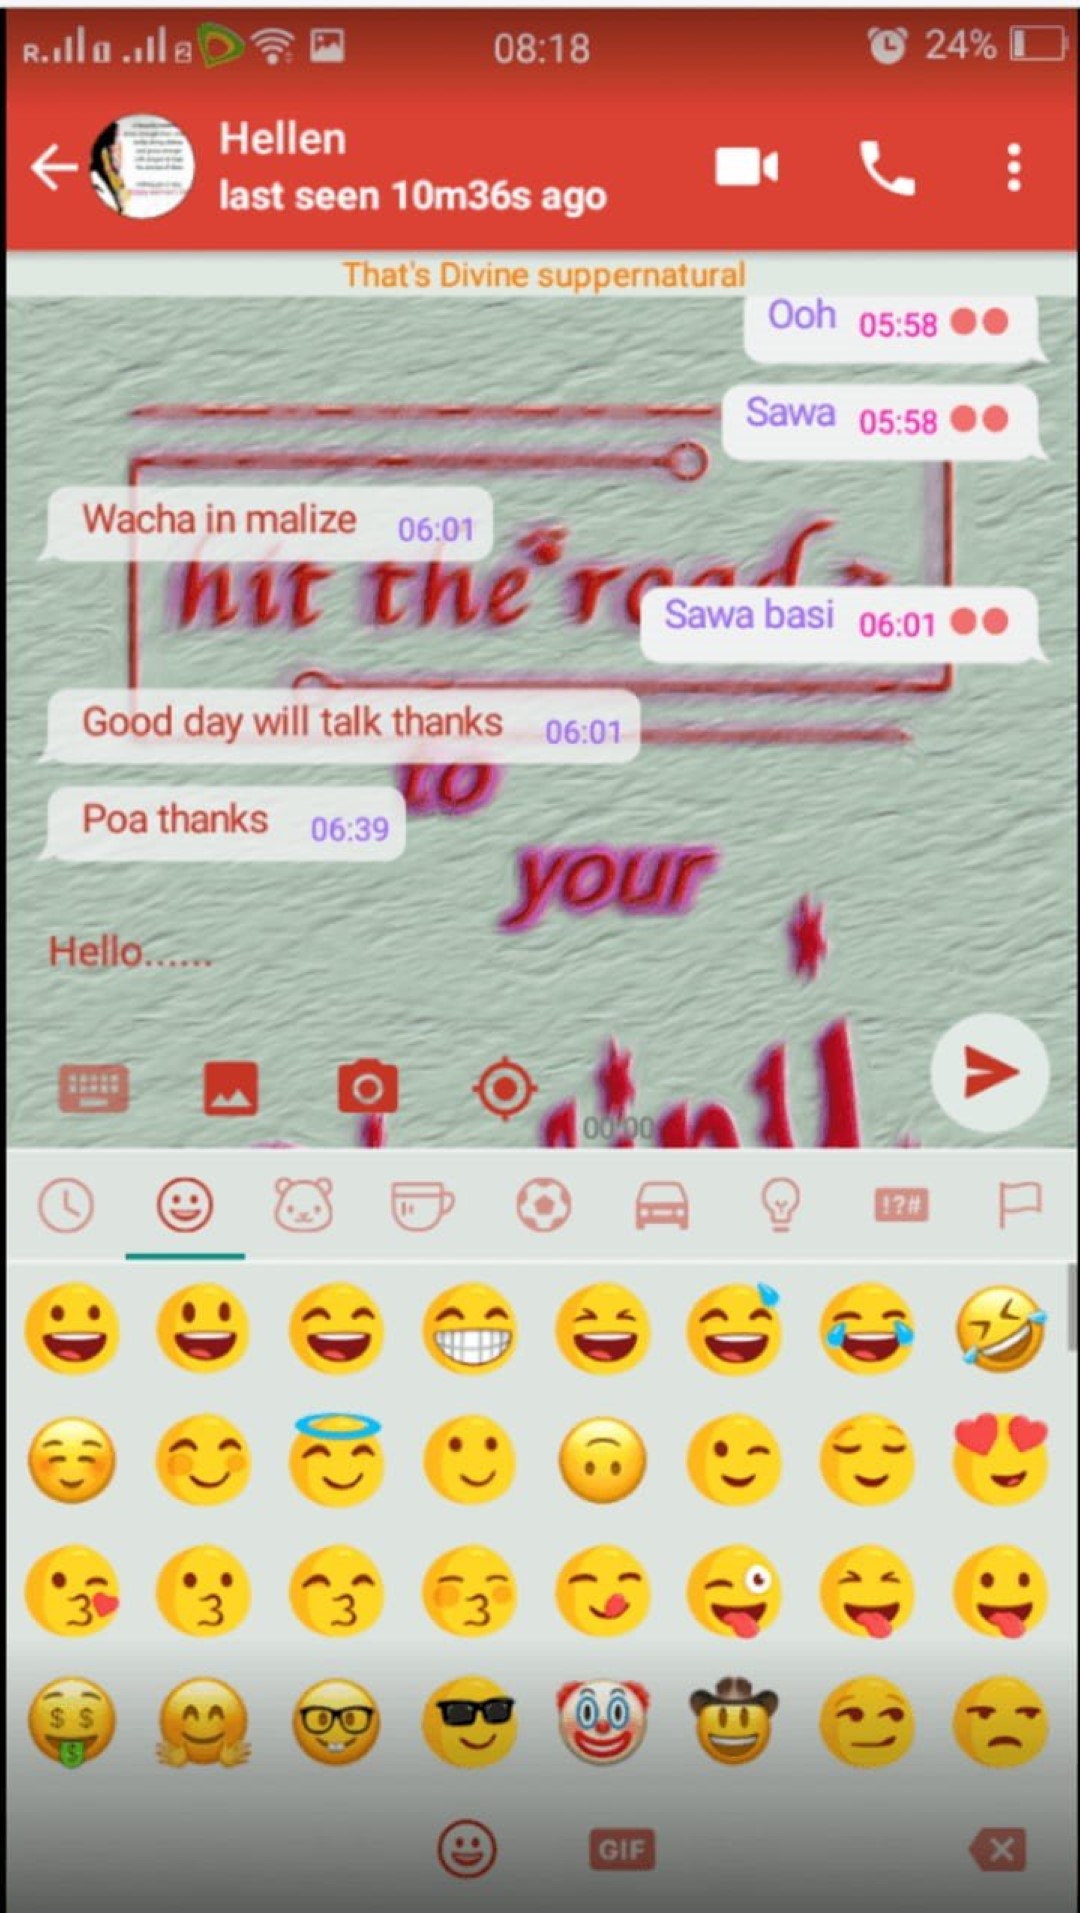 R. 2 08:18 24%
Hellen
last seen 10m36s ago
That's Divine suppernatural
Ooh 05:58
Sawa 05:58
Wacha in malize 06:01
hit the road
Sawa basi 06:01
Good day will talk thanks 06:01
to
Poa thanks 06:39
your
Hello......
00:00
!?#
GIF